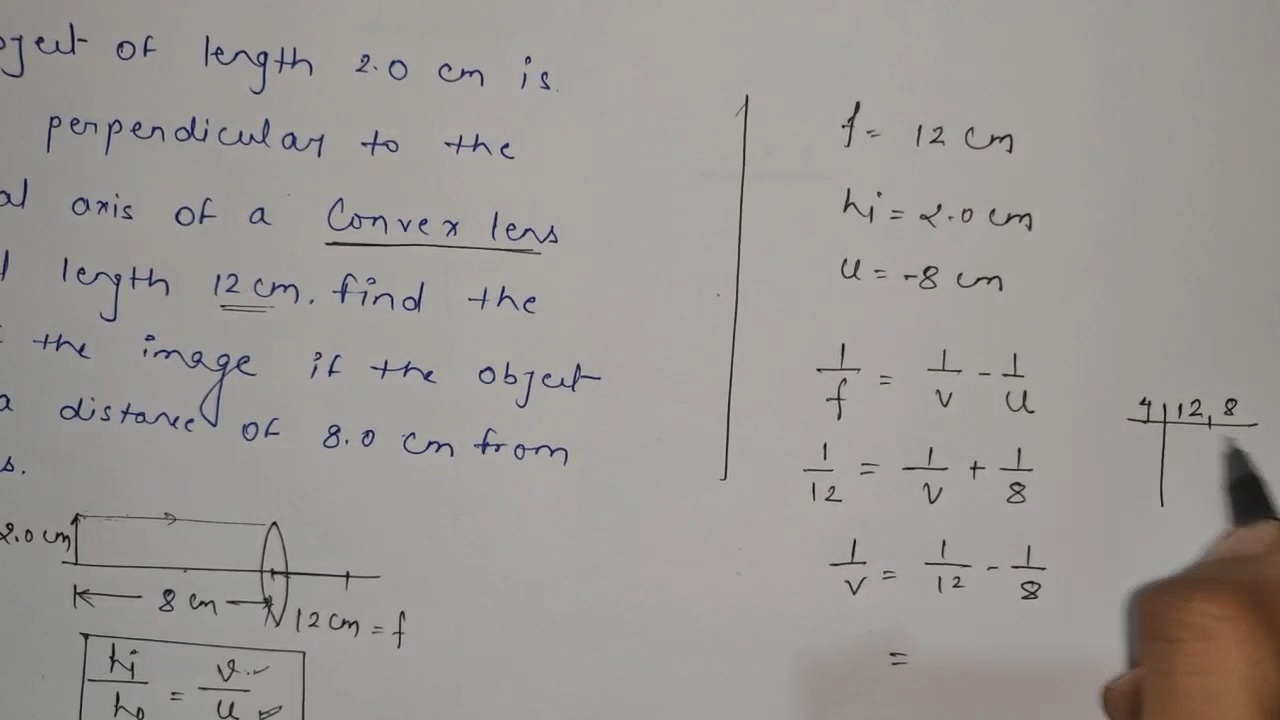 of length 2.0 cm is.
perpendicular to the
al axis of a Convex lens
length 12 cm. find the
the image if the object
a distance of 8.0 cm from
s.
2.0 cm
8 cm
12 cm = f
hi/ho = v/u
f = 12 cm
hi = 2.0 cm
u = -8 cm
1/f = 1/v - 1/u
1/12 = 1/v + 1/8
1/v = 1/12 - 1/8
=
4 | 12, 8